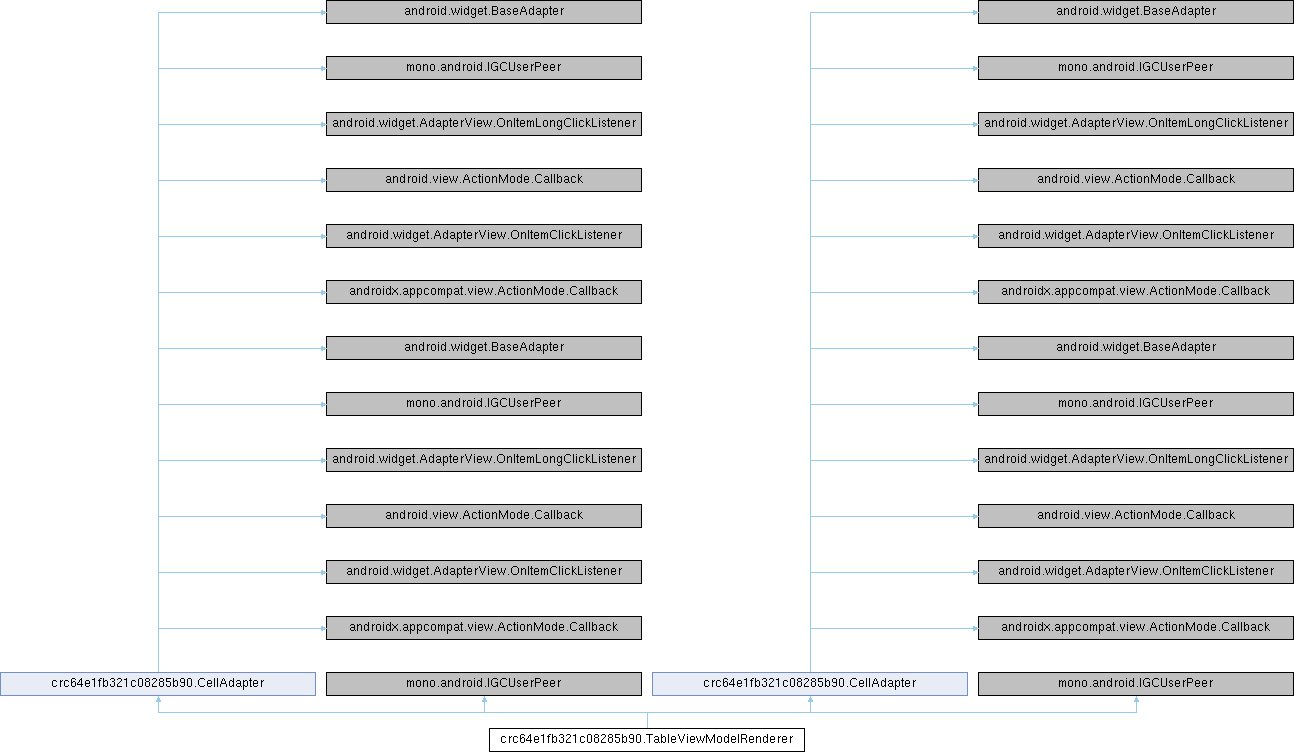 android.widget.BaseAdapter
android.widget.BaseAdapter
mono.android.IGCUserPeer
mono.android.IGCUserPeer
android.widget.AdapterView.OnItemLongClickListener
android.widget.AdapterView.OnItemLongClickListener
android.view.ActionMode.Callback
android.view.ActionMode.Callback
android.widget.AdapterView.OnItemClickListener
android.widget.AdapterView.OnItemClickListener
androidx.appcompat.view.ActionMode.Callback
androidx.appcompat.view.ActionMode.Callback
android.widget.BaseAdapter
android.widget.BaseAdapter
mono.android.IGCUserPeer
mono.android.IGCUserPeer
android.widget.AdapterView.OnItemLongClickListener
android.widget.AdapterView.OnItemLongClickListener
android.view.ActionMode.Callback
android.view.ActionMode.Callback
android.widget.AdapterView.OnItemClickListener
android.widget.AdapterView.OnItemClickListener
androidx.appcompat.view.ActionMode.Callback
androidx.appcompat.view.ActionMode.Callback
crc64e1fb321c08285b90.CellAdapter
mono.android.IGCUserPeer
crc64e1fb321c08285b90.CellAdapter
mono.android.IGCUserPeer
crc64e1fb321c08285b90.TableViewModelRenderer